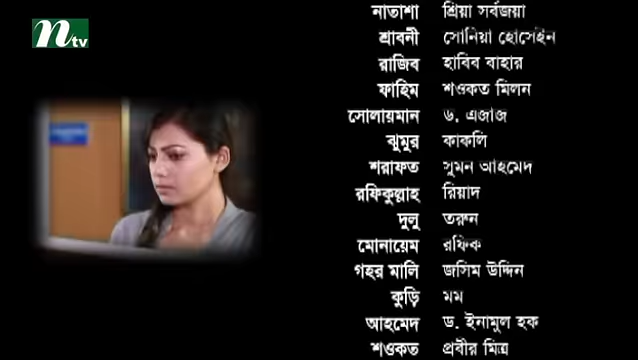 ntv
নাতাশা শ্রিয়া সর্বজয়া
শ্রাবনী সোনিয়া হোসেইন
রাজিব হাবিব বাহার
ফাহিম শওকত মিলন
সোলায়মান ড. এজাজ
ঝুমুর কাকলি
শরাফত সুমন আহমেদ
রফিকুল্লাহ রিয়াদ
দুলু তরুন
মোনায়েম রফিক
গহর মালি জসিম উদ্দিন
কুড়ি মম
আহমেদ ড. ইনামুল হক
শওকত প্রবীর মিত্র